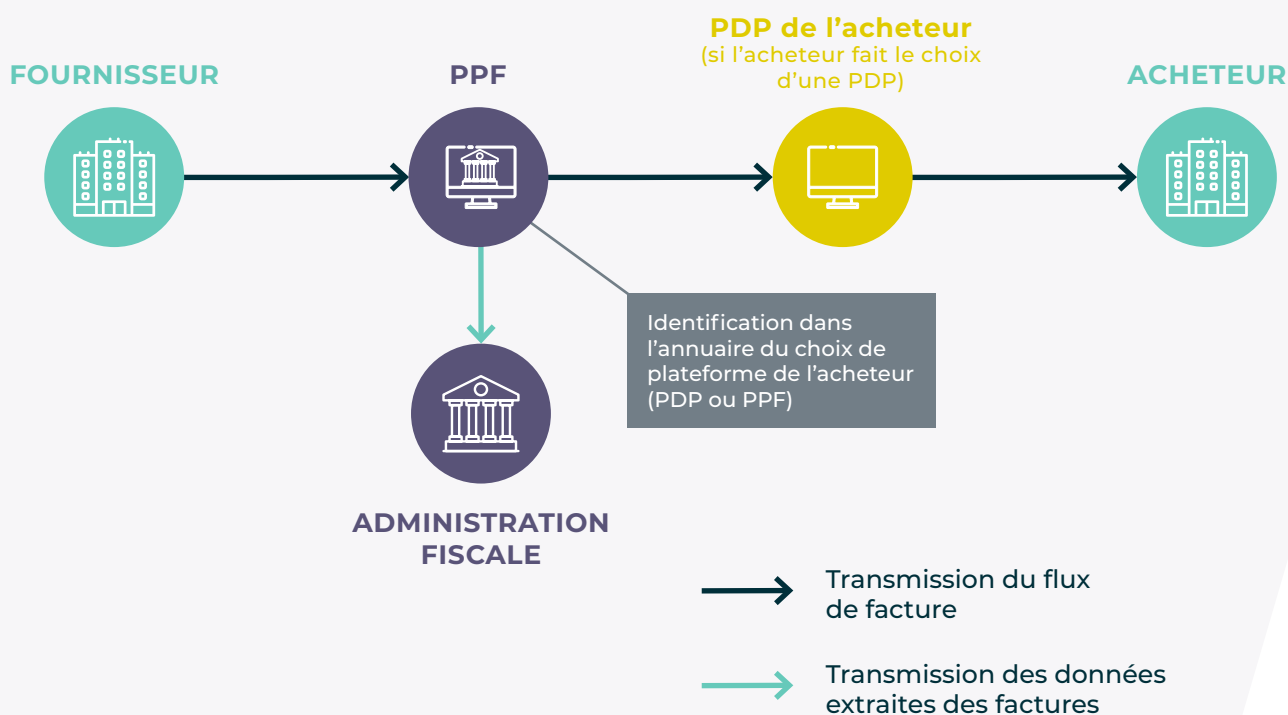 FOURNISSEUR
PPF
PDP de l’acheteur
(si l’acheteur fait le choix
d’une PDP)
ACHETEUR
Identification dans
l’annuaire du choix de
plateforme de l’acheteur
(PDP ou PPF)
ADMINISTRATION
FISCALE
Transmission du flux
de facture
Transmission des données
extraites des factures